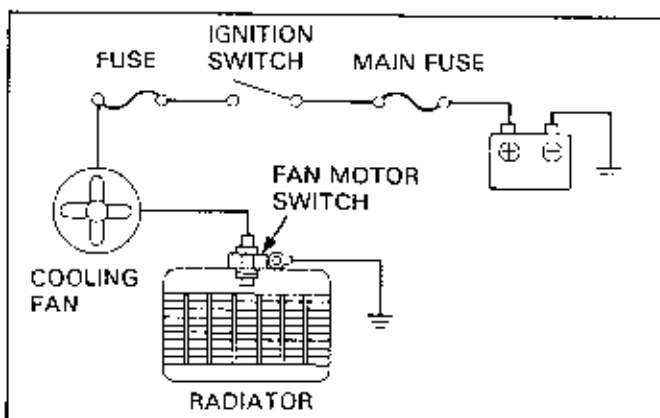 IGNITION
SWITCH
FUSE
MAIN FUSE
FAN MOTOR
SWITCH
COOLING
FAN
RADIATOR